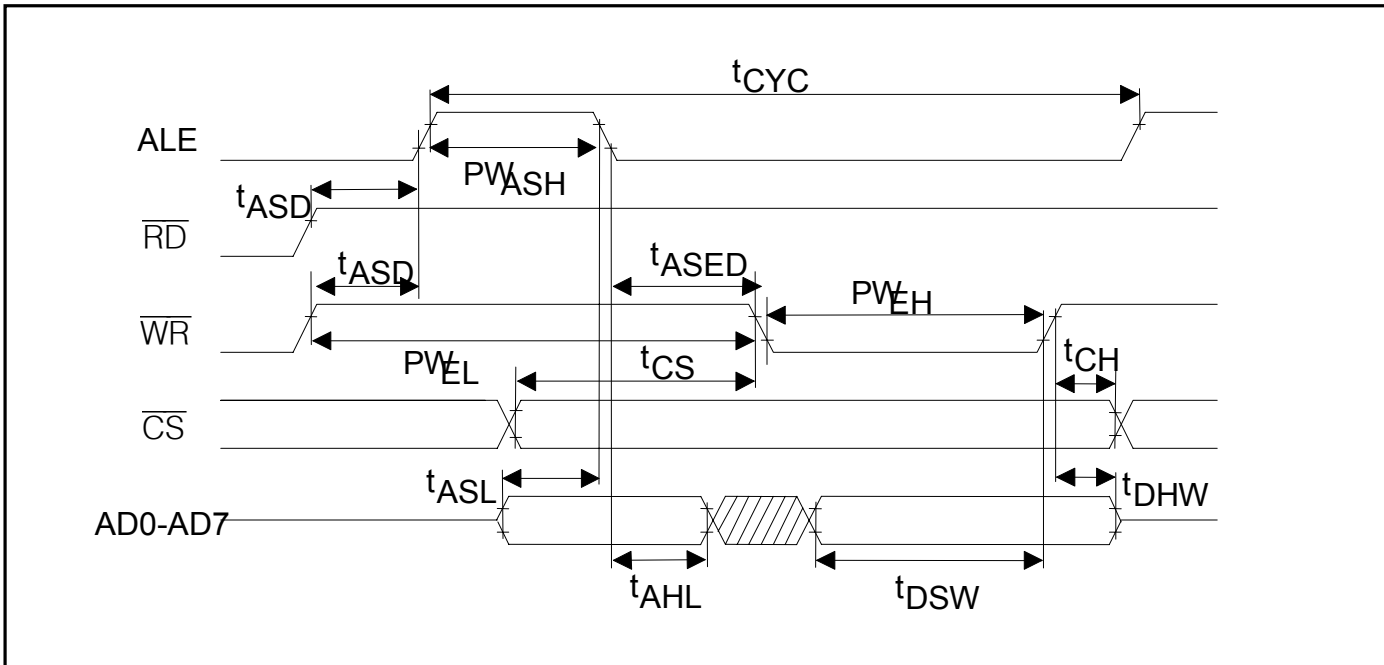 tCYC
ALE
PWASH
tASD
RD
tASD
tASED
PWEH
WR
PWEL
tCS
tCH
CS
tASL
tDHW
AD0-AD7
tAHL
tDSW